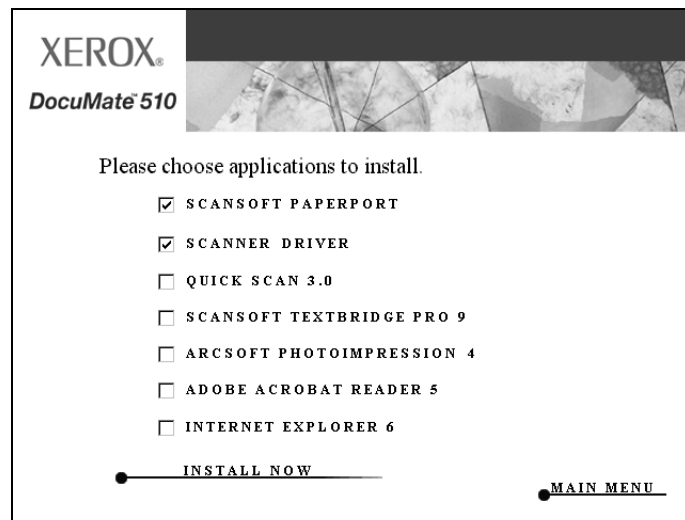 XEROX®
DocuMate™ 510
Please choose applications to install.
SCANSOFT PAPERPORT
SCANNER DRIVER
QUICK SCAN 3.0
SCANSOFT TEXTBRIDGE PRO 9
ARCSOFT PHOTOIMPRESSION 4
ADOBE ACROBAT READER 5
INTERNET EXPLORER 6
INSTALL NOW
MAIN MENU